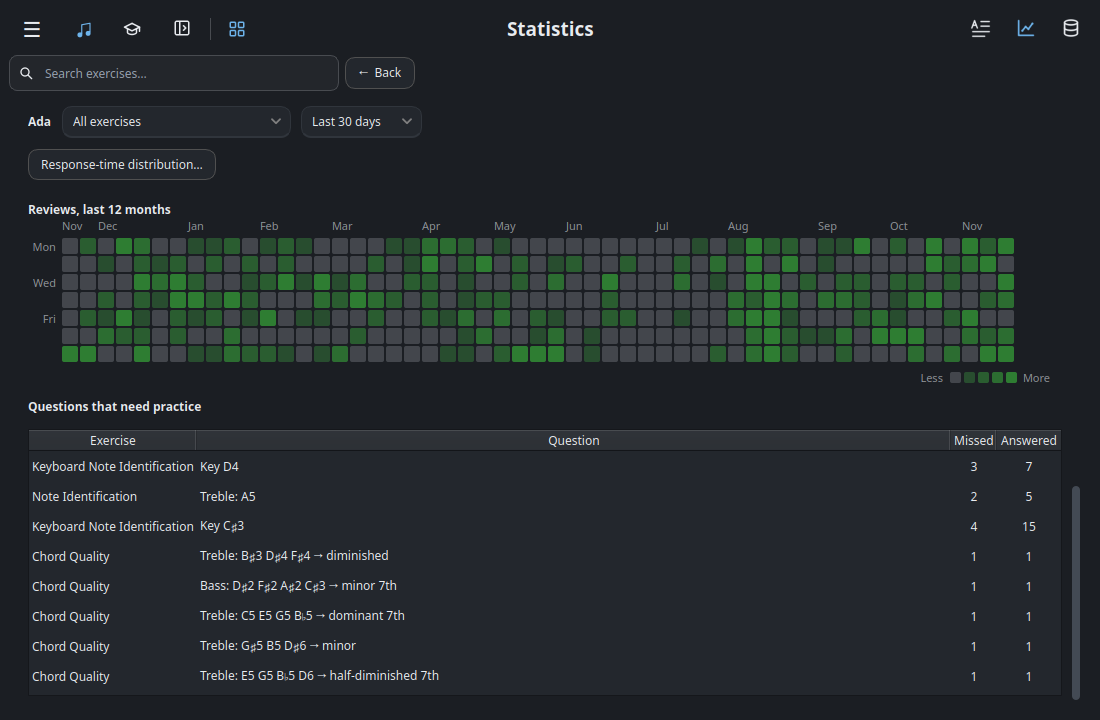 Statistics
Search exercises...
← Back
Ada All exercises Last 30 days
Response-time distribution...
Reviews, last 12 months
Nov Dec Jan Feb Mar Apr May Jun Jul Aug Sep Oct Nov
Mon
Wed
Fri
Less More
Questions that need practice
Exercise Question Missed Answered
Keyboard Note Identification Key D4 3 7
Note Identification Treble: A5 2 5
Keyboard Note Identification Key C♯3 4 15
Chord Quality Treble: B♯3 D♯4 F♯4 → diminished 1 1
Chord Quality Bass: D♯2 F♯2 A♯2 C♯3 → minor 7th 1 1
Chord Quality Treble: C5 E5 G5 B♭5 → dominant 7th 1 1
Chord Quality Treble: G♯5 B5 D♯6 → minor 1 1
Chord Quality Treble: E5 G5 B♭5 D6 → half-diminished 7th 1 1